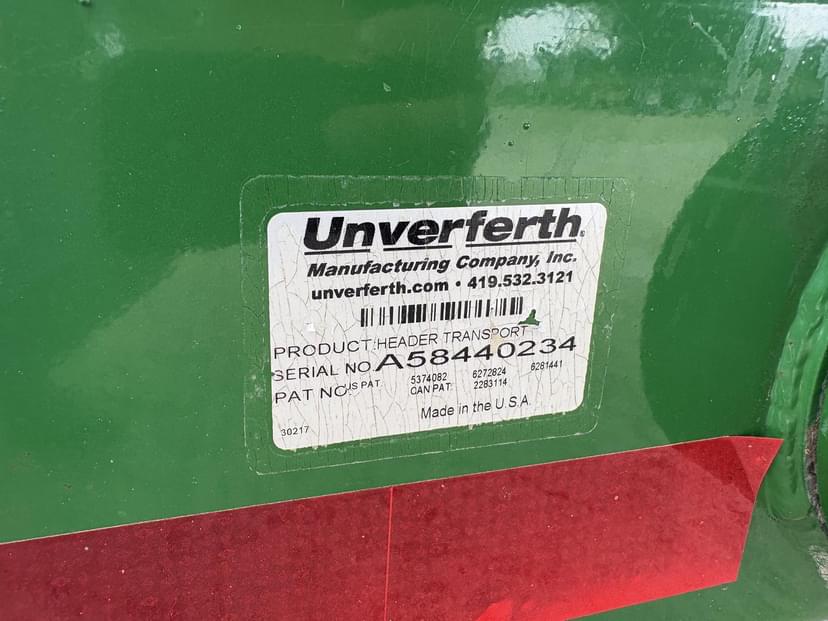 Unverferth®
Manufacturing Company, Inc.
unverferth.com • 419.532.3121
PRODUCT:HEADER TRANSPORT
SERIAL NO A58440234
PAT NO. US PAT. 5374082 6272824 6281441
CAN PAT: 2283114
Made in the U.S.A.
30217